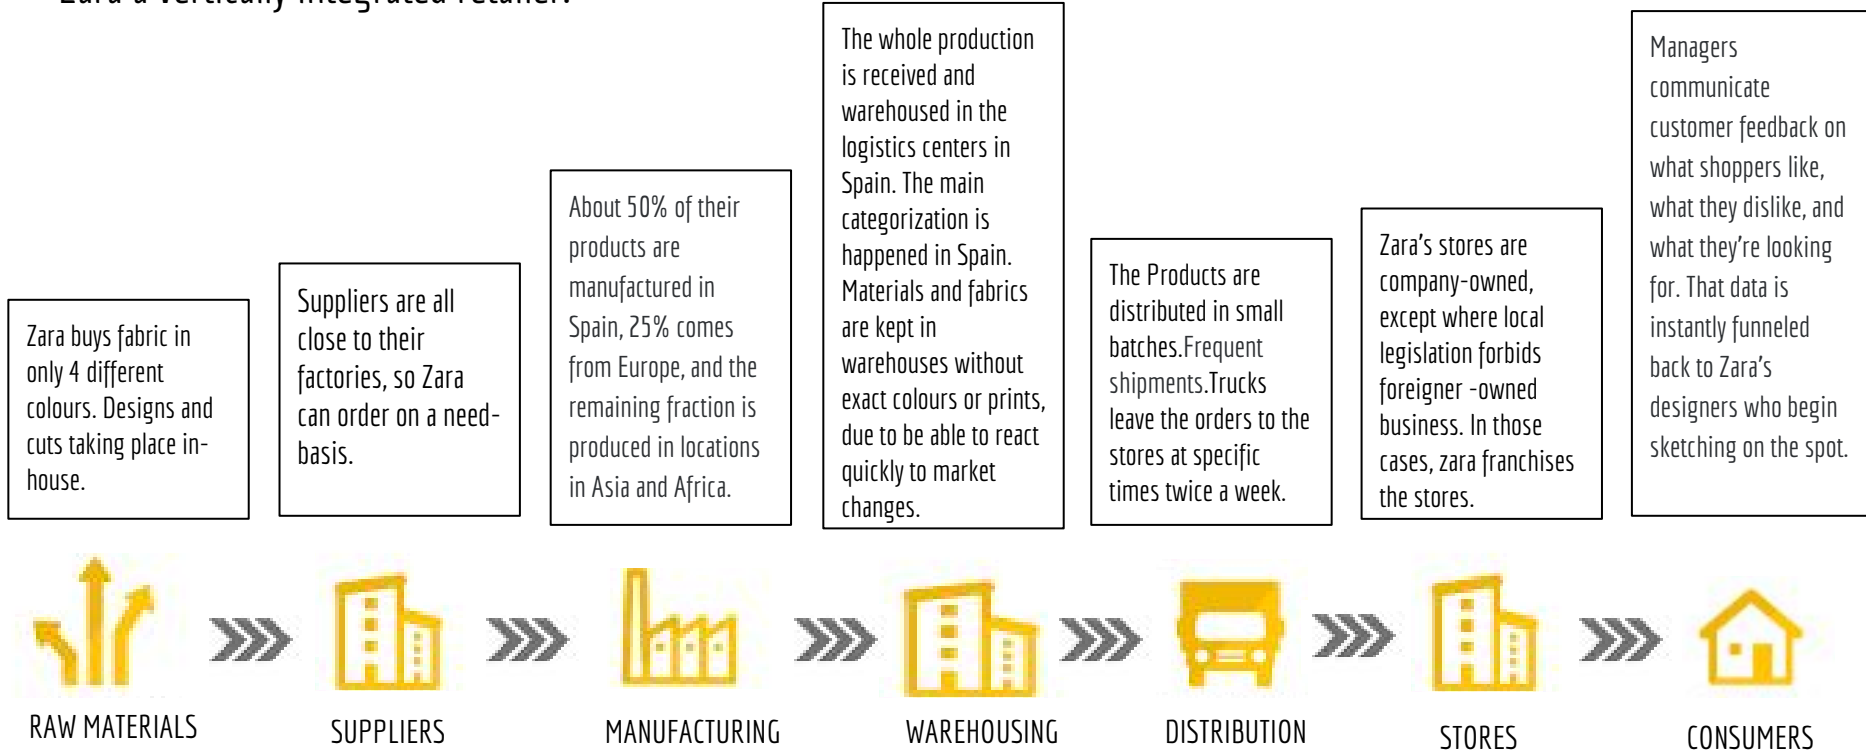 Zara a vertically integrated retailer.
Zara buys fabric in
only 4 different
colours. Designs and
cuts taking place in-
house.
Suppliers are all
close to their
factories, so Zara
can order on a need-
basis.
About 50% of their
products are
manufactured in
Spain, 25% comes
from Europe, and the
remaining fraction is
produced in locations
in Asia and Africa.
The whole production
is received and
warehoused in the
logistics centers in
Spain. The main
categorization is
happened in Spain.
Materials and fabrics
are kept in
warehouses without
exact colours or prints,
due to be able to react
quickly to market
changes.
The Products are
distributed in small
batches.Frequent
shipments.Trucks
leave the orders to the
stores at specific
times twice a week.
Zara's stores are
company-owned,
except where local
legislation forbids
foreigner -owned
business. In those
cases, zara franchises
the stores.
Managers
communicate
customer feedback on
what shoppers like,
what they dislike, and
what they're looking
for. That data is
instantly funneled
back to Zara's
designers who begin
sketching on the spot.
RAW MATERIALS
SUPPLIERS
MANUFACTURING
WAREHOUSING
DISTRIBUTION
STORES
CONSUMERS